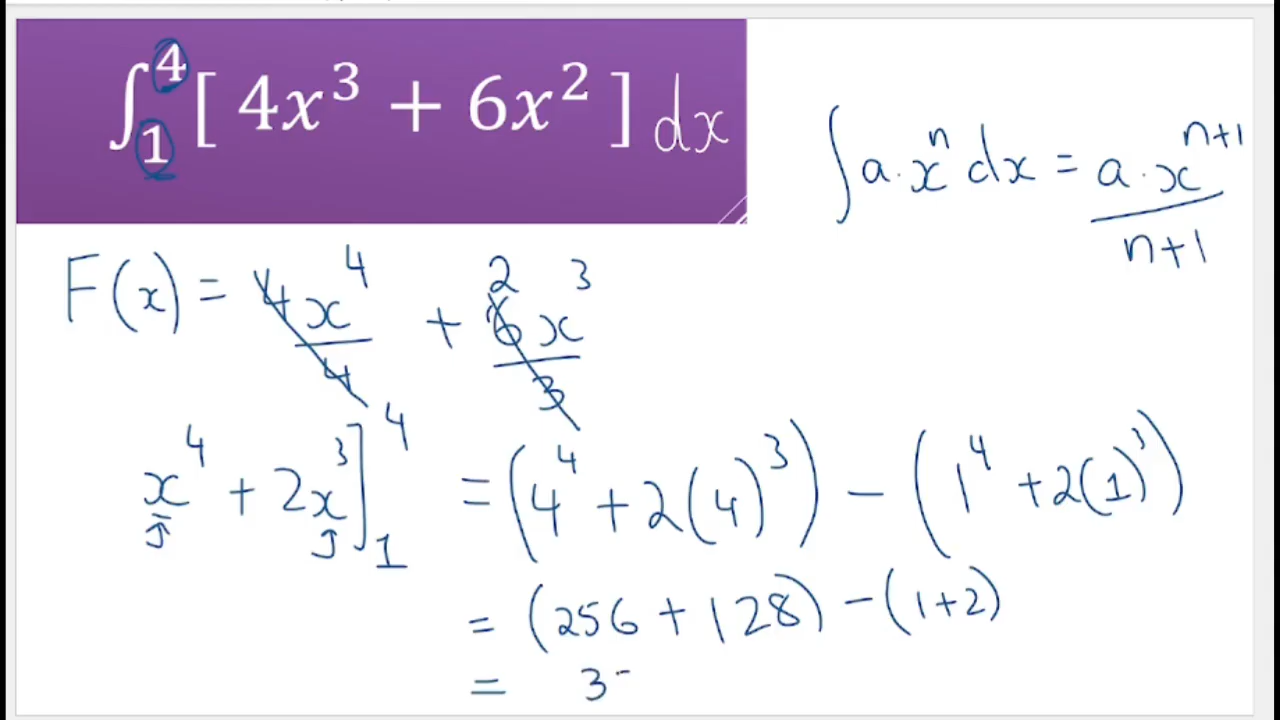 ∫₁⁴ [ 4x³ + 6x² ] dx
∫ a·xⁿ dx = a·xⁿ⁺¹ / n+1
F(x) = 4x⁴/4 + 6x³/3 2
x⁴ + 2x³]₁⁴ = (4⁴ + 2(4)³) − (1⁴ + 2(1)³)
= (256 + 128) − (1+2)
= 3